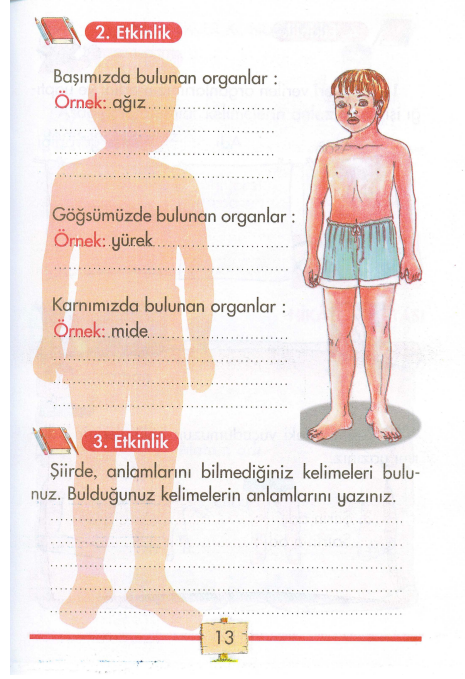 2. Etkinlik
Başımızda bulunan organlar :
Örnek: ağız
Göğsümüzde bulunan organlar :
Örnek: yürek
Karnımızda bulunan organlar :
Örnek: mide
3. Etkinlik
Şiirde, anlamlarını bilmediğiniz kelimeleri bulu-
nuz. Bulduğunuz kelimelerin anlamlarını yazınız.
13